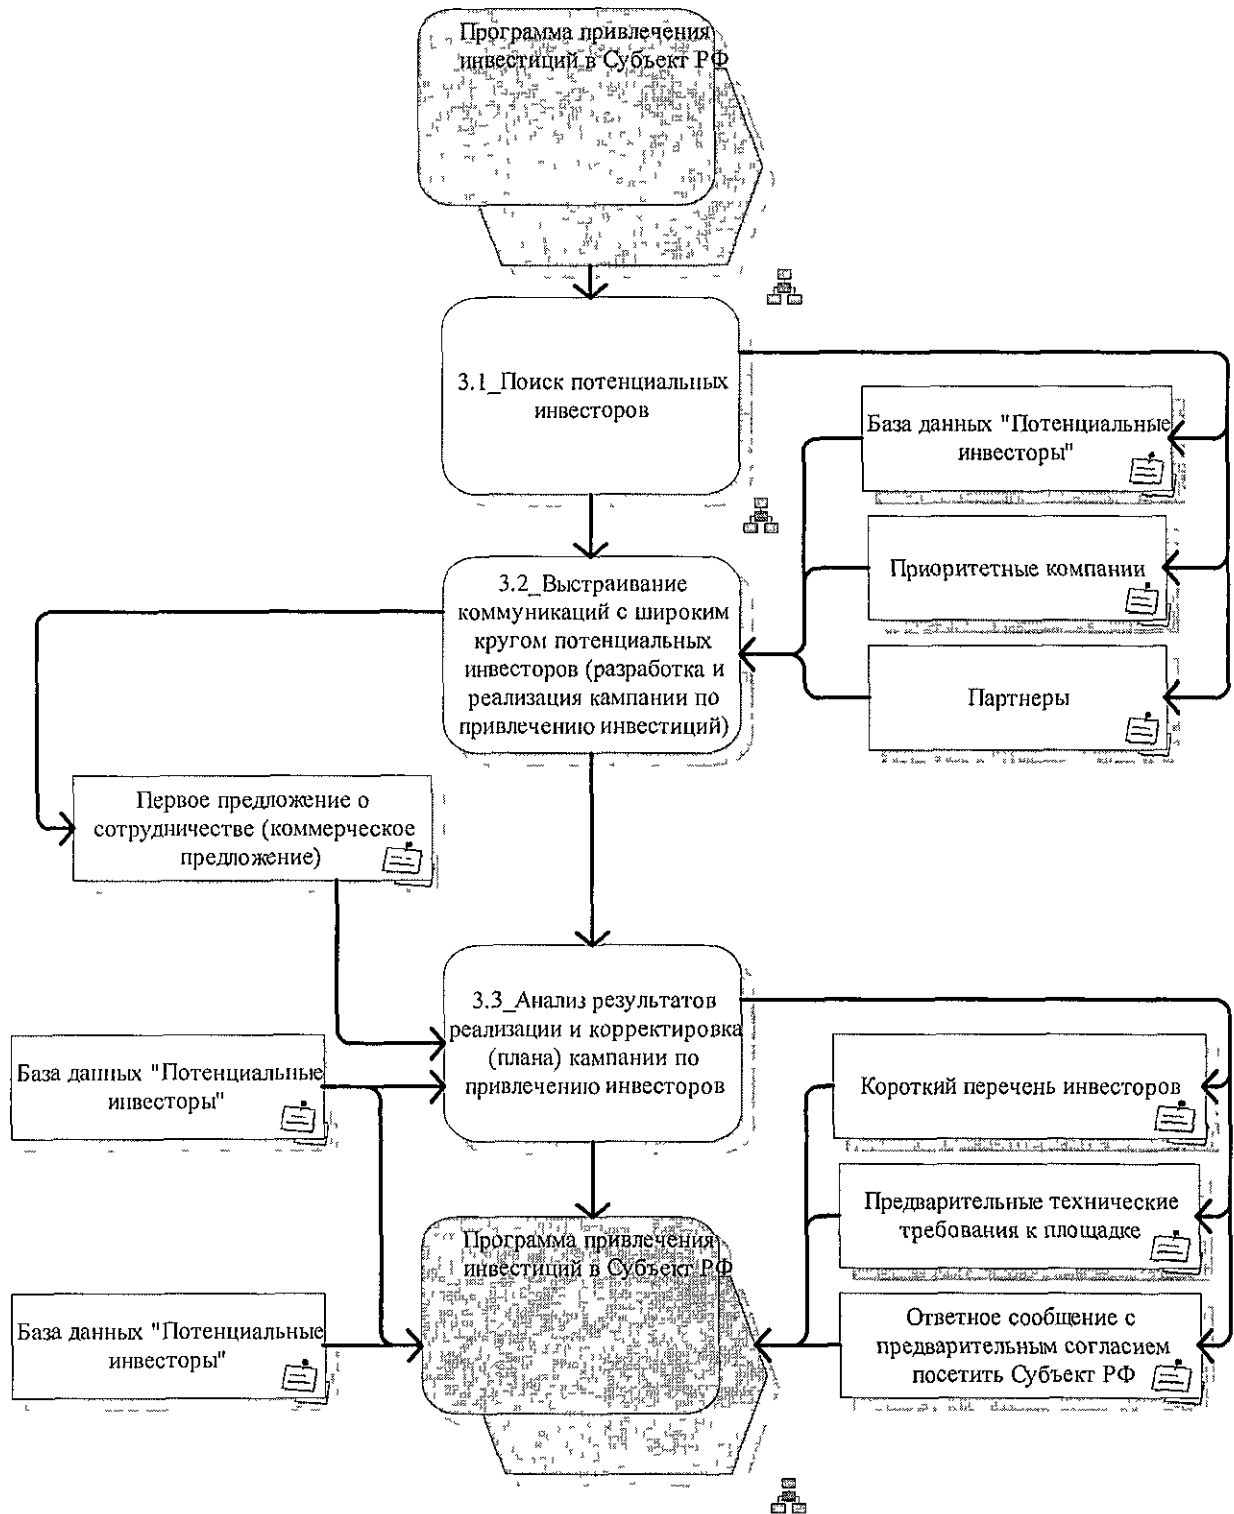 Программа привлечения
инвестиций в Субъект РФ
3.1_Поиск потенциальных
инвесторов
База данных "Потенциальные
инвесторы"
Приоритетные компании
3.2_Выстраивание
коммуникаций с широким
кругом потенциальных
инвесторов (разработка и
реализация кампании по
привлечению инвестиций)
Партнеры
Первое предложение о
сотрудничестве (коммерческое
предложение)
3.3_Анализ результатов
реализации и корректировка
(плана) кампании по
привлечению инвесторов
База данных "Потенциальные
инвесторы"
Короткий перечень инвесторов
Предварительные технические
требования к площадке
Программа привлечения
инвестиций в Субъект РФ
База данных "Потенциальные
инвесторы"
Ответное сообщение с
предварительным согласием
посетить Субъект РФ